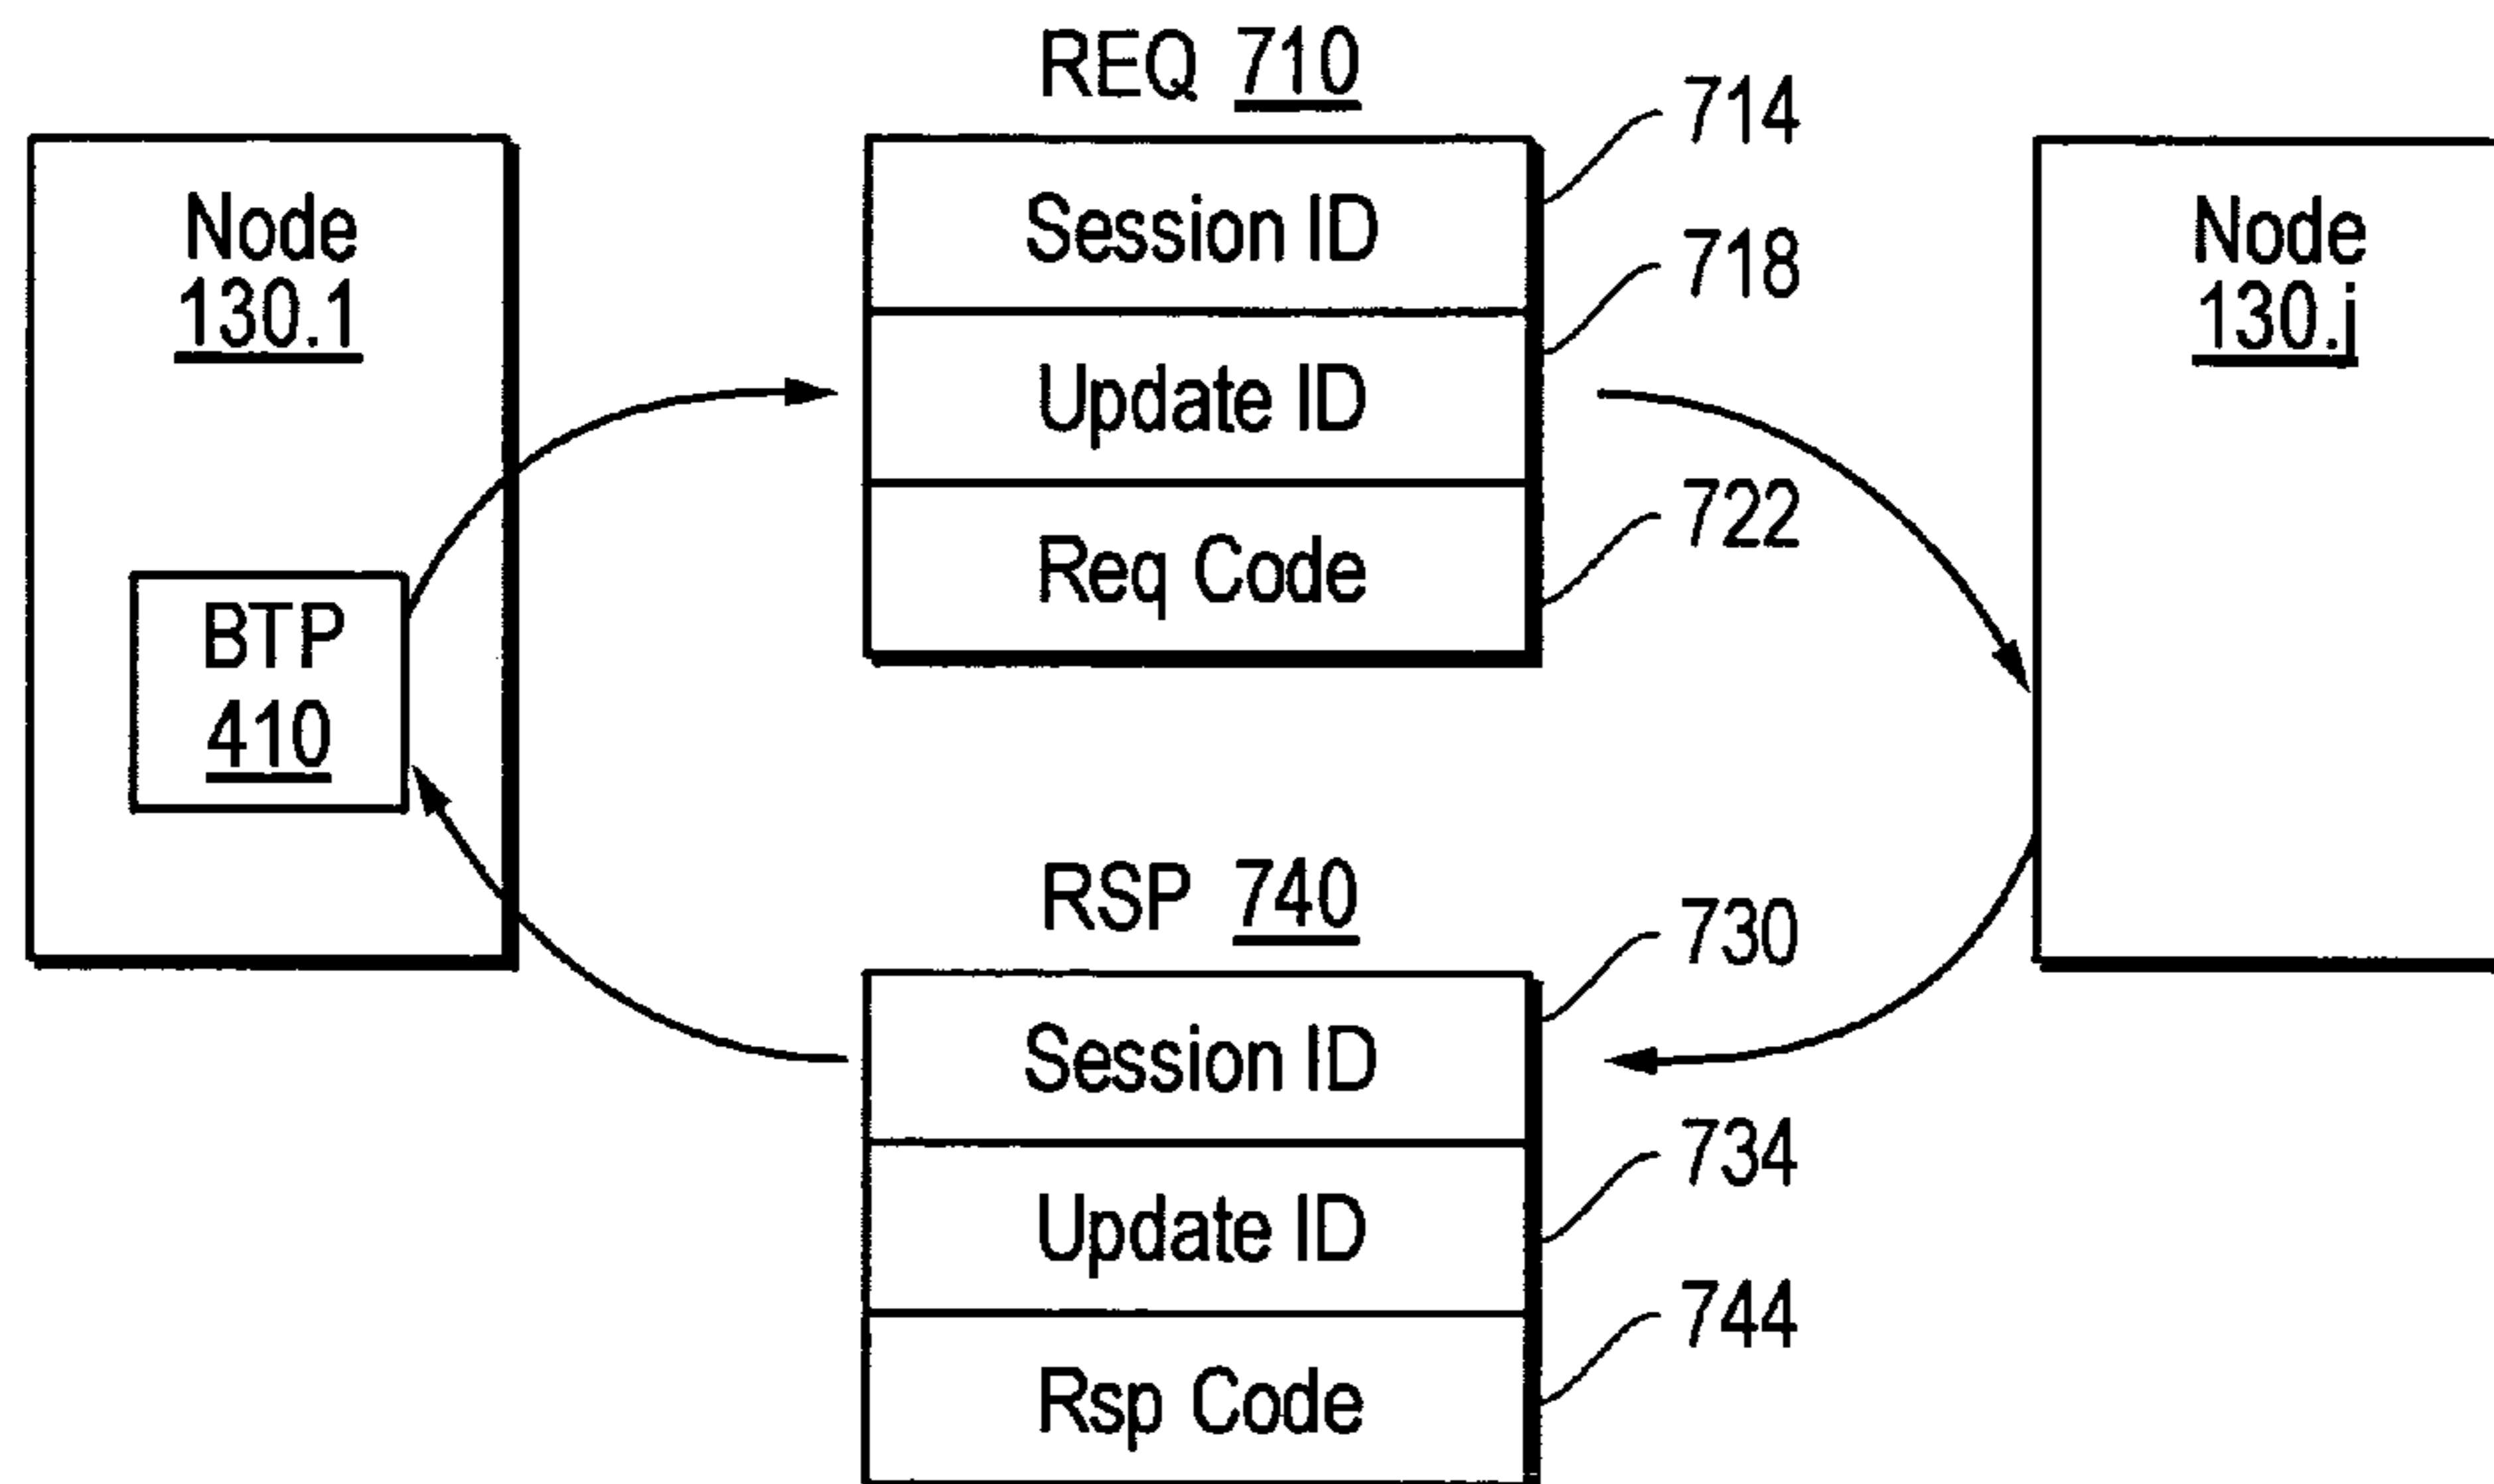 REQ 710
714
Node
130.1
Session ID
718
Node
130.j
Update ID
722
Req Code
BTP
410
RSP 740
730
Session ID
734
Update ID
744
Rsp Code